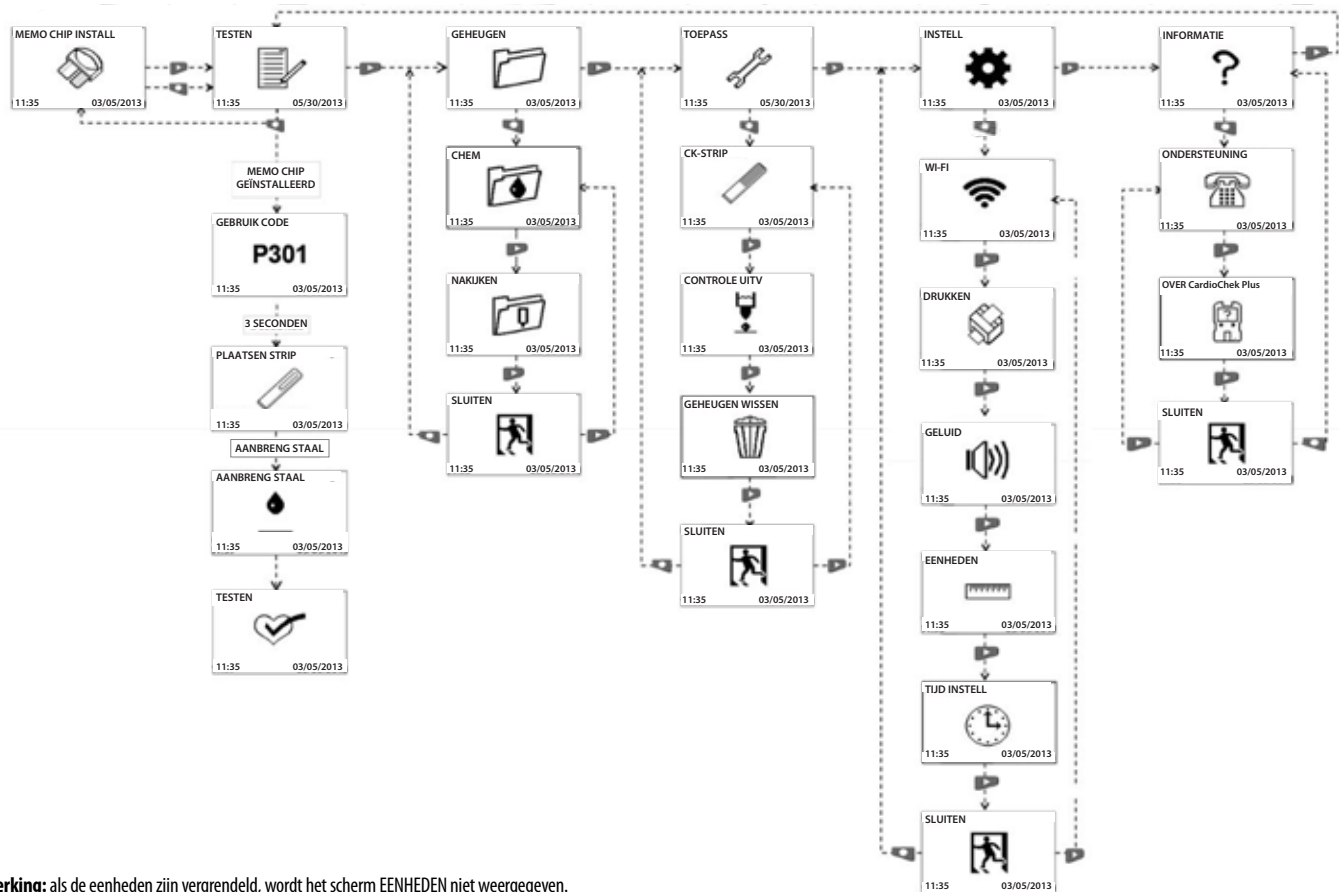 MEMO CHIP INSTALL
11:35 03/05/2013
TESTEN
11:35 05/30/2013
MEMO CHIP
GEÏNSTALLEERD
GEBRUIK CODE
P301
11:35 03/05/2013
3 SECONDEN
PLAATSEN STRIP
11:35 03/05/2013
AANBRENG STAAL
AANBRENG STAAL
11:35 03/05/2013
TESTEN
11:35 03/05/2013
GEHEUGEN
11:35 03/05/2013
CHEM
11:35 03/05/2013
NAKIJKEN
11:35 03/05/2013
SLUITEN
11:35 03/05/2013
TOEPASS
11:35 05/30/2013
CK-STRIP
11:35 03/05/2013
CONTROLE UITV
11:35 03/05/2013
GEHEUGEN WISSEN
11:35 03/05/2013
SLUITEN
11:35 03/05/2013
INSTELL
11:35 03/05/2013
WI-FI
11:35 03/05/2013
DRUKKEN
11:35 03/05/2013
GELUID
11:35 03/05/2013
EENHEDEN
11:35 03/05/2013
TIJD INSTELL
11:35 03/05/2013
SLUITEN
11:35 03/05/2013
INFORMATIE
?
11:35 03/05/2013
ONDERSTEUNING
11:35 03/05/2013
OVER CardioChek Plus
?
11:35 03/05/2013
SLUITEN
11:35 03/05/2013
erking: als de eenheden zijn vergrendeld, wordt het scherm EENHEDEN niet weergegeven.